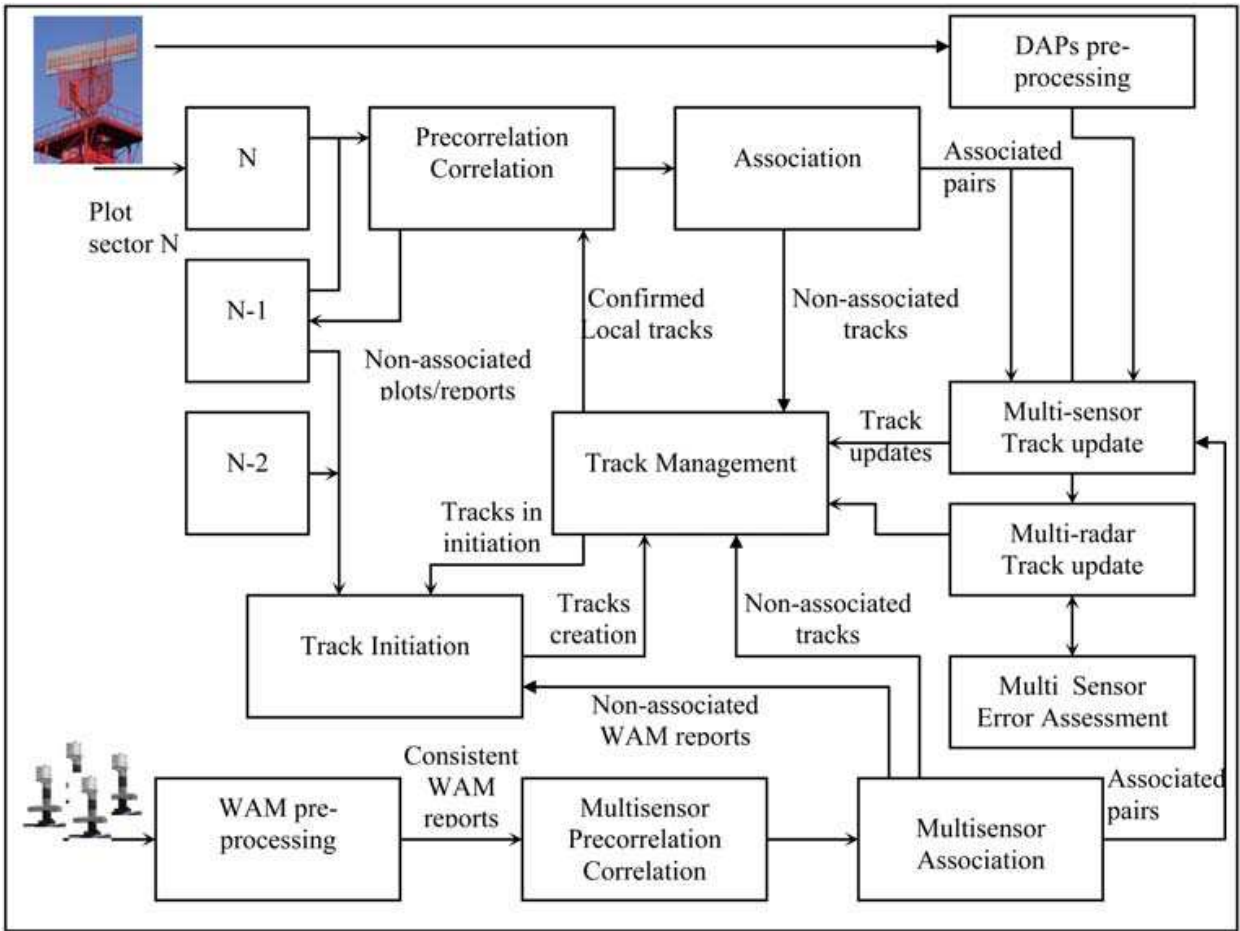 DAPs pre-
processing
N
Precorrelation
Correlation
Association
Associated
pairs
Plot
sector N
N-1
Confirmed
Local tracks
Non-associated
tracks
Non-associated
plots/reports
N-2
Track Management
Track
updates
Multi-sensor
Track update
Tracks in
initiation
Multi-radar
Track update
Track Initiation
Tracks
creation
Non-associated
tracks
Multi Sensor
Error Assessment
Non-associated
WAM reports
WAM pre-
processing
Consistent
WAM
reports
Multisensor
Precorrelation
Correlation
Multisensor
Association
Associated
pairs